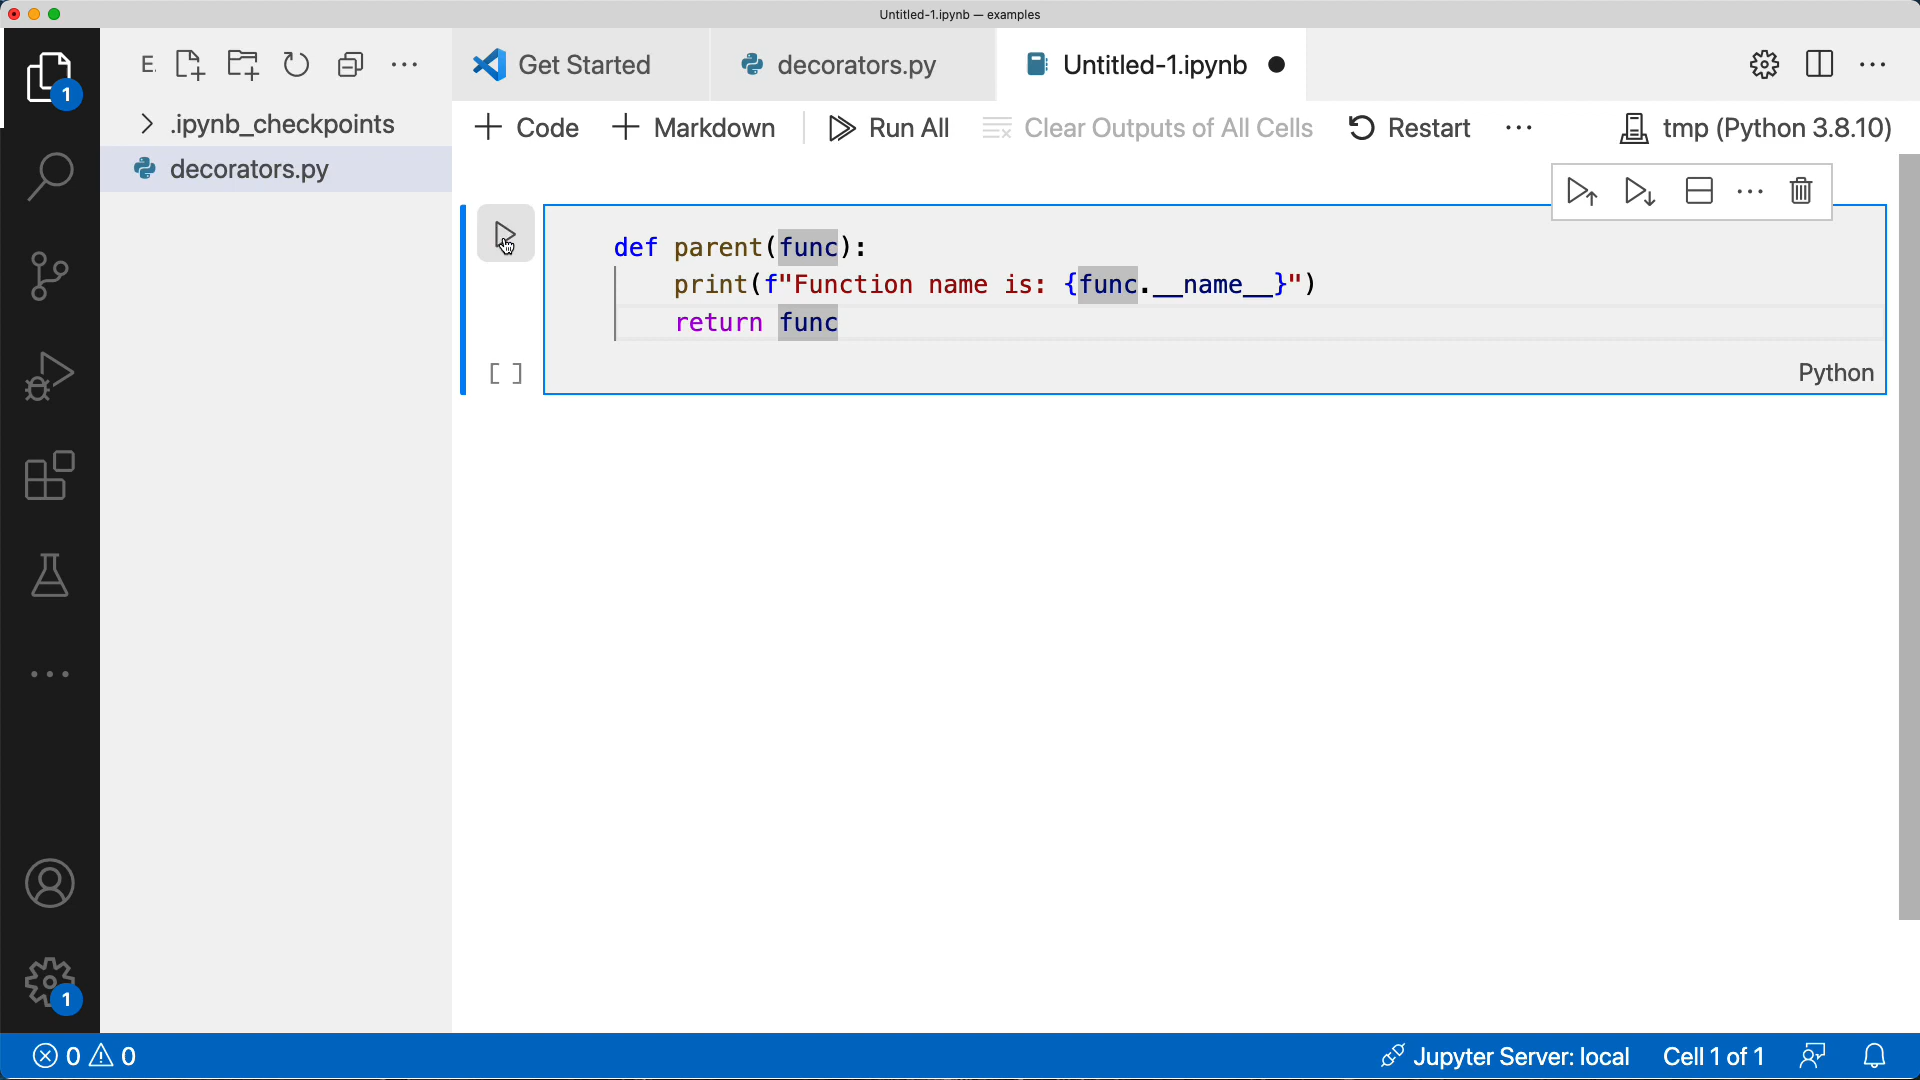 Untitled-1.ipynb — examples
E.
Get Started
decorators.py
Untitled-1.ipynb
1
.ipynb_checkpoints
decorators.py
Code
Markdown
Run All
Clear Outputs of All Cells
Restart
tmp (Python 3.8.10)
def parent(func):
    print(f"Function name is: {func.__name__}")
    return func
[ ]
Python
1
0
0
Jupyter Server: local
Cell 1 of 1